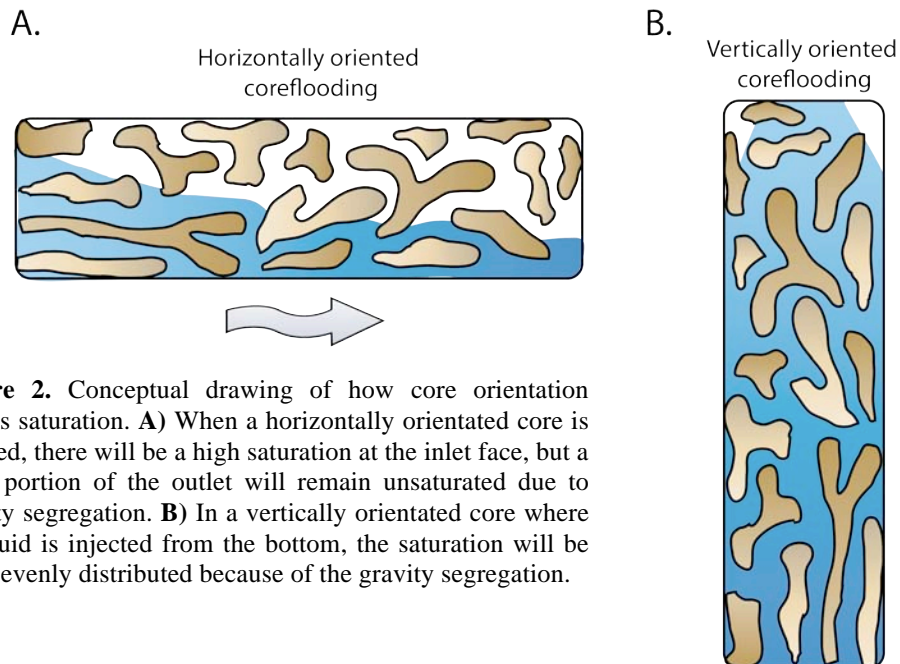 A.
Horizontally oriented
coreflooding
B.
Vertically oriented
coreflooding
re 2. Conceptual drawing of how core orientation
s saturation. A) When a horizontally orientated core is
ed, there will be a high saturation at the inlet face, but a
portion of the outlet will remain unsaturated due to
y segregation. B) In a vertically orientated core where
uid is injected from the bottom, the saturation will be
evenly distributed because of the gravity segregation.